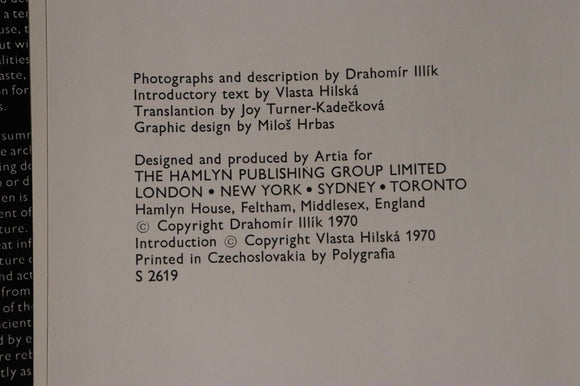 Photographs and description by Drahomír Illík
Introductory text by Vlasta Hilská
Translantion by Joy Turner-Kadečková
Graphic design by Miloš Hrbas
Designed and produced by Artia for
THE HAMLYN PUBLISHING GROUP LIMITED
LONDON • NEW YORK • SYDNEY • TORONTO
Hamlyn House, Feltham, Middlesex, England
© Copyright Drahomír Illík 1970
Introduction © Copyright Vlasta Hilská 1970
Printed in Czechoslovakia by Polygrafia
S 2619